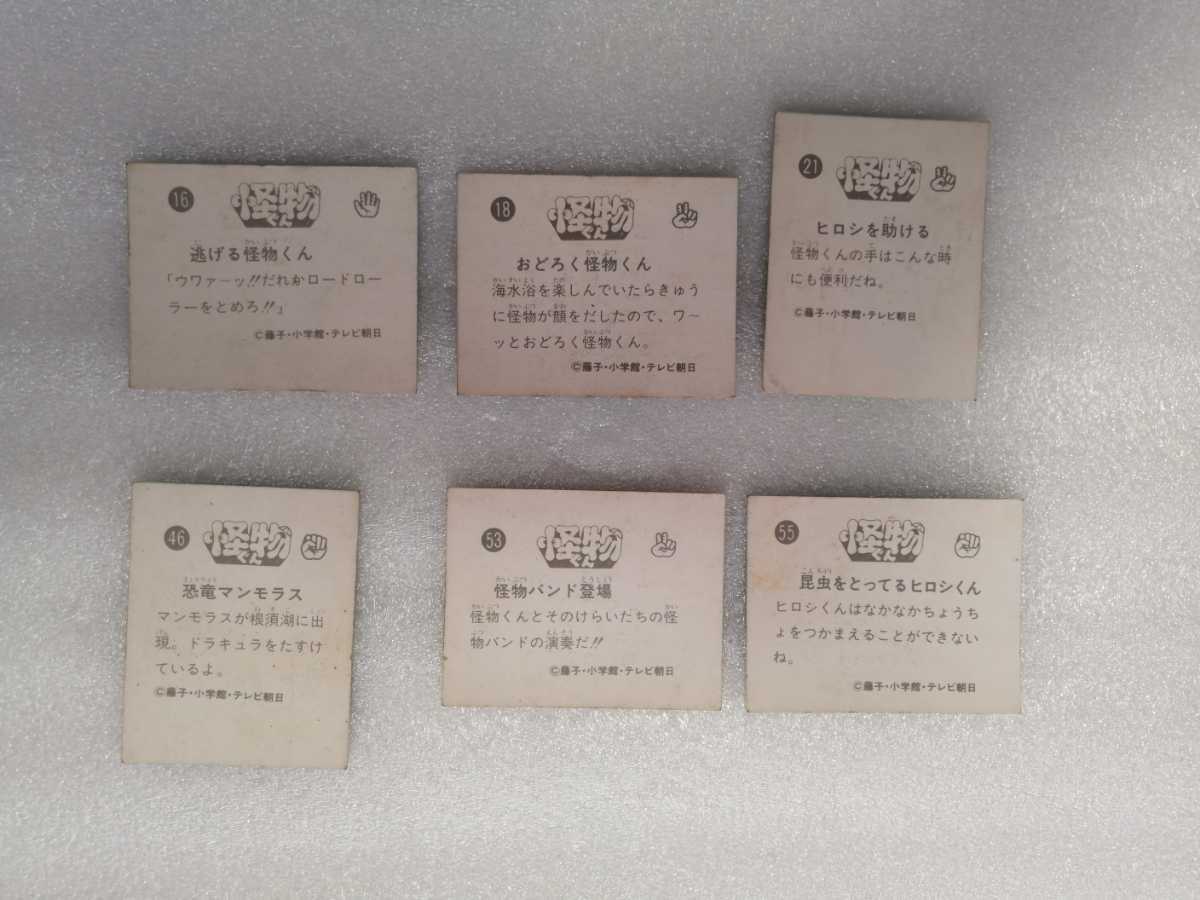 16
怪物くん
逃げる怪物くん
「ウワァーッ!!だれかロードロー
ラーをとめろ!!」
©藤子・小学館・テレビ朝日
18
怪物くん
おどろく怪物くん
海水浴を楽しんでいたらきゅう
に怪物が顔をだしたので、ワー
ッとおどろく怪物くん。
©藤子・小学館・テレビ朝日
21
怪物くん
ヒロシを助ける
怪物くんの手はこんな時
にも便利だね。
©藤子・小学館・テレビ朝日
46
怪物くん
恐竜マンモラス
マンモラスが根須湖に出
現。ドラキュラをたすけ
ているよ。
©藤子・小学館・テレビ朝日
53
怪物くん
怪物バンド登場
怪物くんとそのけらいたちの怪
物バンドの演奏だ!!
©藤子・小学館・テレビ朝日
55
怪物くん
昆虫をとってるヒロシくん
ヒロシくんはなかなかちょうち
ょをつかまえることができない
ね。
©藤子・小学館・テレビ朝日